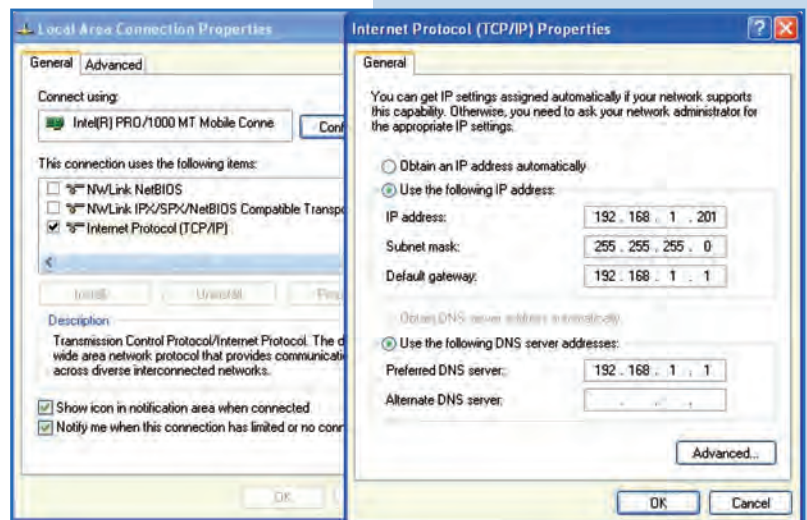 Local Area Connection Properties
General Advanced
Connect using:
Intel(R) PRO/1000 MT Mobile Conne
Conf
This connection uses the following items:
NWLink NetBIOS
NWLink IPX/SPX/NetBIOS Compatible Transpo
Internet Protocol (TCP/IP)
Install Uninstall Prop
Description
Transmission Control Protocol/Internet Protocol. The d
wide area network protocol that provides communicatio
across diverse interconnected networks.
Show icon in notification area when connected
Notify me when this connection has limited or no conn
OK
Internet Protocol (TCP/IP) Properties
General
You can get IP settings assigned automatically if your network supports
this capability. Otherwise, you need to ask your network administrator for
the appropriate IP settings.
Obtain an IP address automatically
Use the following IP address:
IP address: 192 . 168 . 1 . 201
Subnet mask: 255 . 255 . 255 . 0
Default gateway: 192 . 168 . 1 . 1
Obtain DNS server address automatically
Use the following DNS server addresses:
Preferred DNS server: 192 . 168 . 1 . 1
Alternate DNS server: . . .
Advanced...
OK Cancel